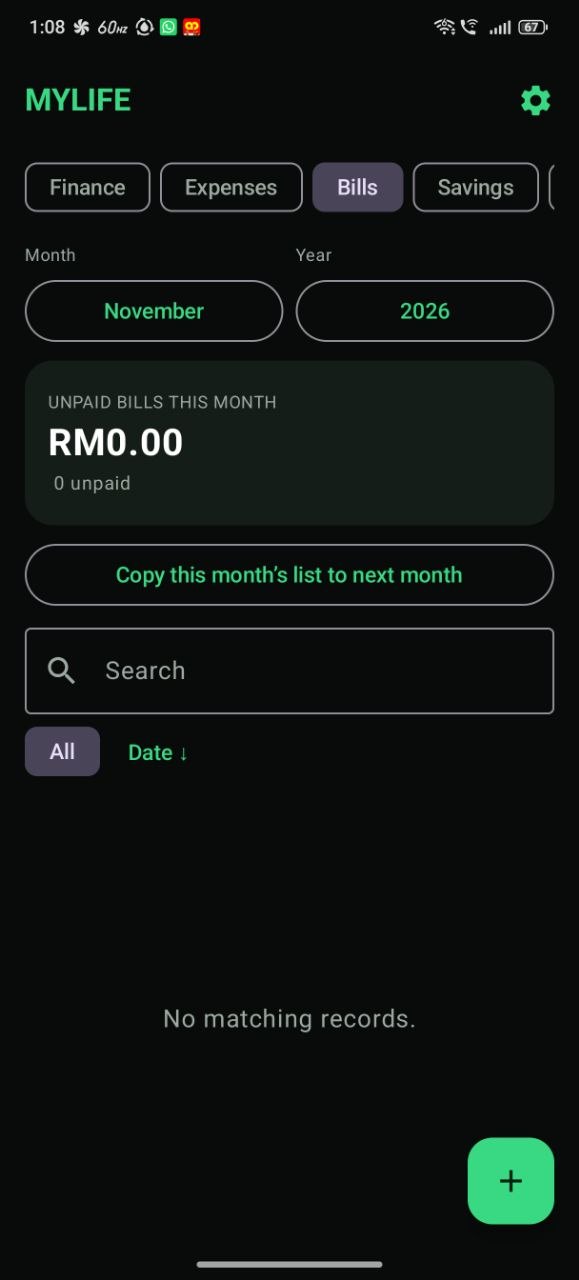 1:08 60HZ 67
MYLIFE
Finance Expenses Bills Savings
Month Year
November 2026
UNPAID BILLS THIS MONTH
RM0.00
0 unpaid
Copy this month’s list to next month
Search
All Date ↓
No matching records.
+